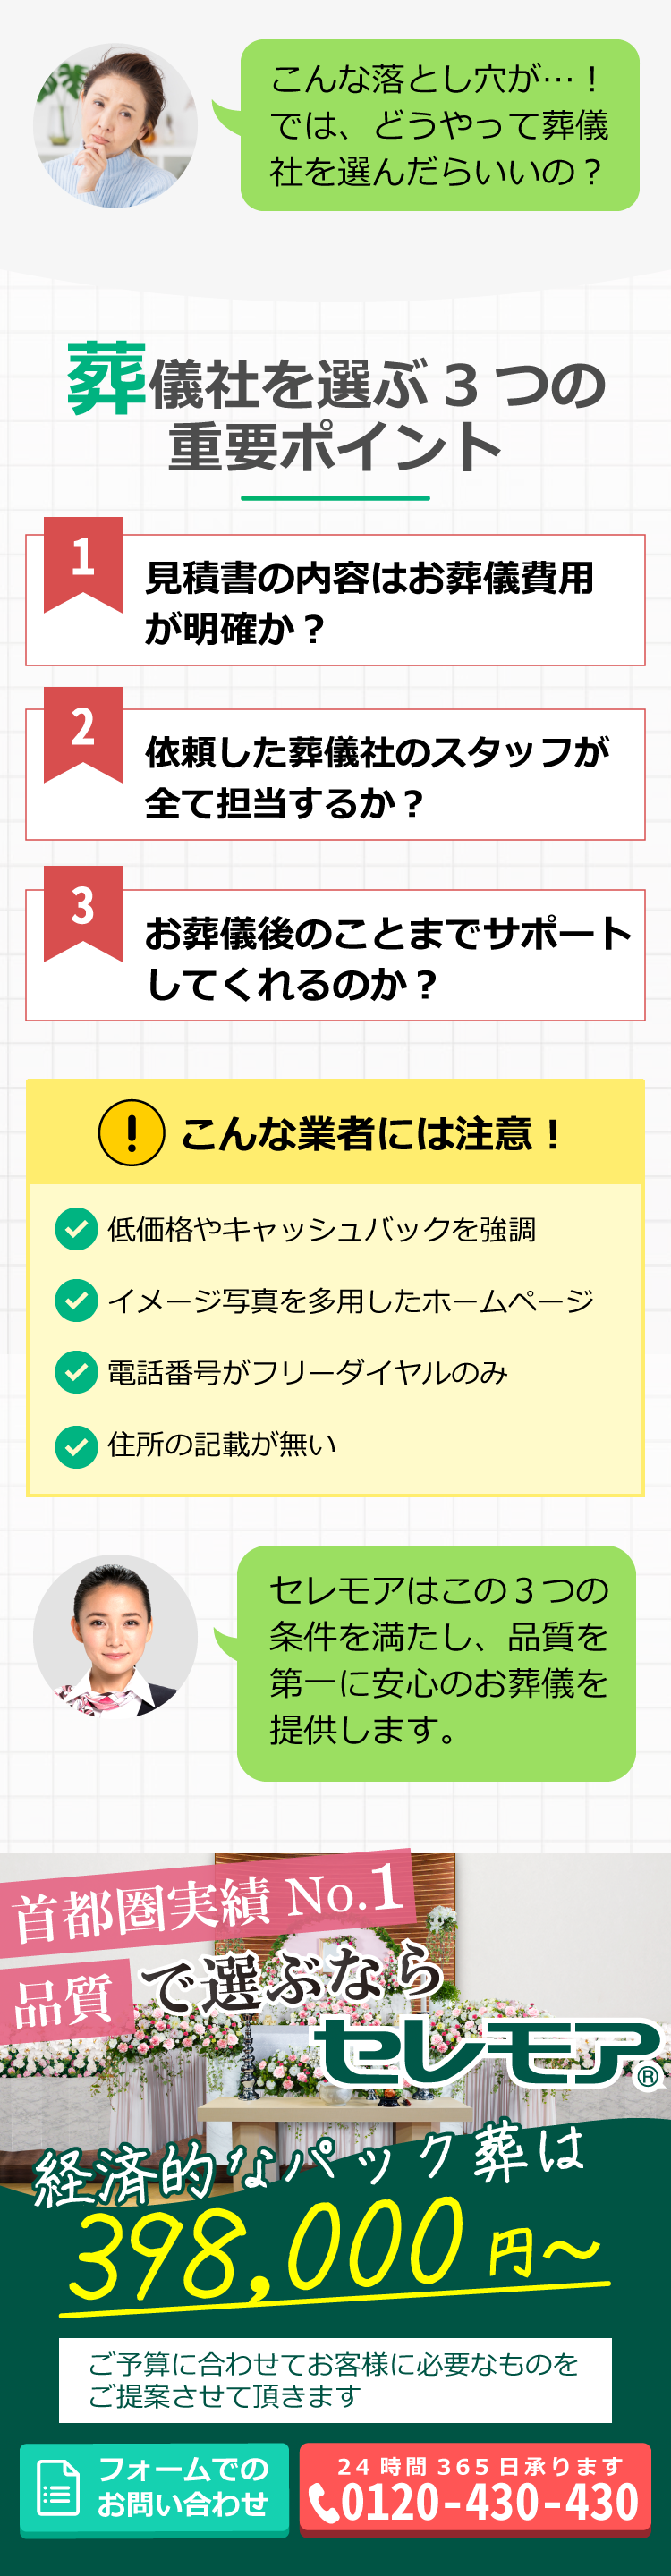 こんな落とし穴が…！
では、どうやって葬儀
社を選んだらいいの？
葬儀社を選ぶ３つの
重要ポイント
1
見積書の内容はお葬儀費用
が明確か？
2
依頼した葬儀社のスタッフが
全て担当するか？
3
お葬儀後のことまでサポート
してくれるのか？
!
こんな業者には注意！
低価格やキャッシュバックを強調
イメージ写真を多用したホームページ
電話番号がフリーダイヤルのみ
住所の記載が無い
セレモアはこの３つの
条件を満たし、品質を
第一に安心のお葬儀を
提供します。
首都圏実績 No.1
品質で選ぶなら
セレモア®
経済的なパック葬は
398,000円～
ご予算に合わせてお客様に必要なものを
ご提案させて頂きます
フォームでの
お問い合わせ
24時間365日承ります
0120-430-430